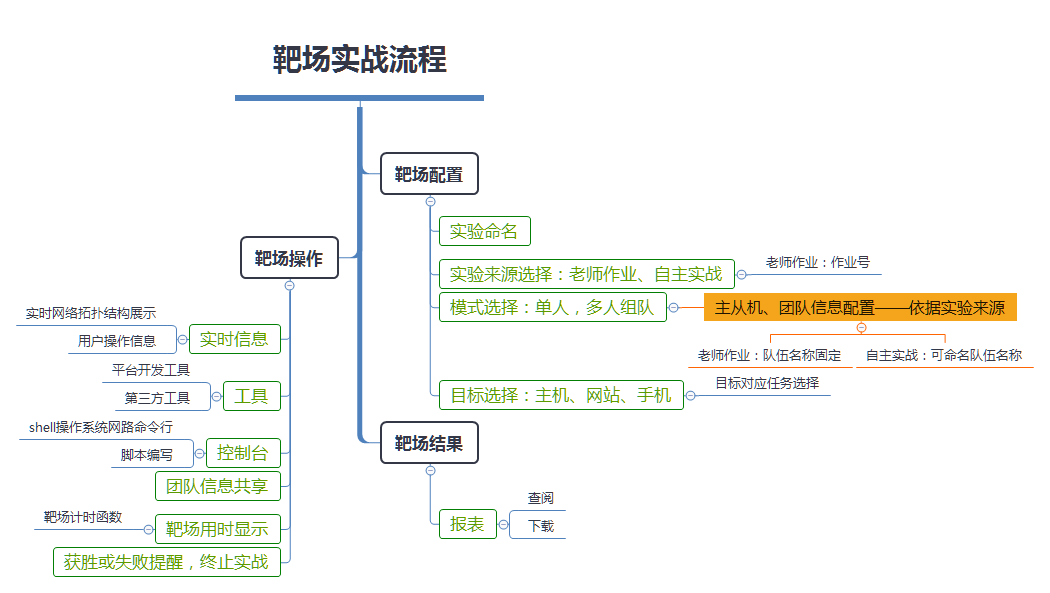 靶场实战流程
靶场配置
实验命名
实验来源选择：老师作业、自主实战
老师作业：作业号
模式选择：单人，多人组队
主从机、团队信息配置——依据实验来源
老师作业：队伍名称固定
自主实战：可命名队伍名称
目标选择：主机、网站、手机
目标对应任务选择
靶场操作
实时信息
实时网络拓扑结构展示
用户操作信息
工具
平台开发工具
第三方工具
控制台
shell操作系统网路命令行
脚本编写
团队信息共享
靶场用时显示
靶场计时函数
获胜或失败提醒，终止实战
靶场结果
报表
查阅
下载